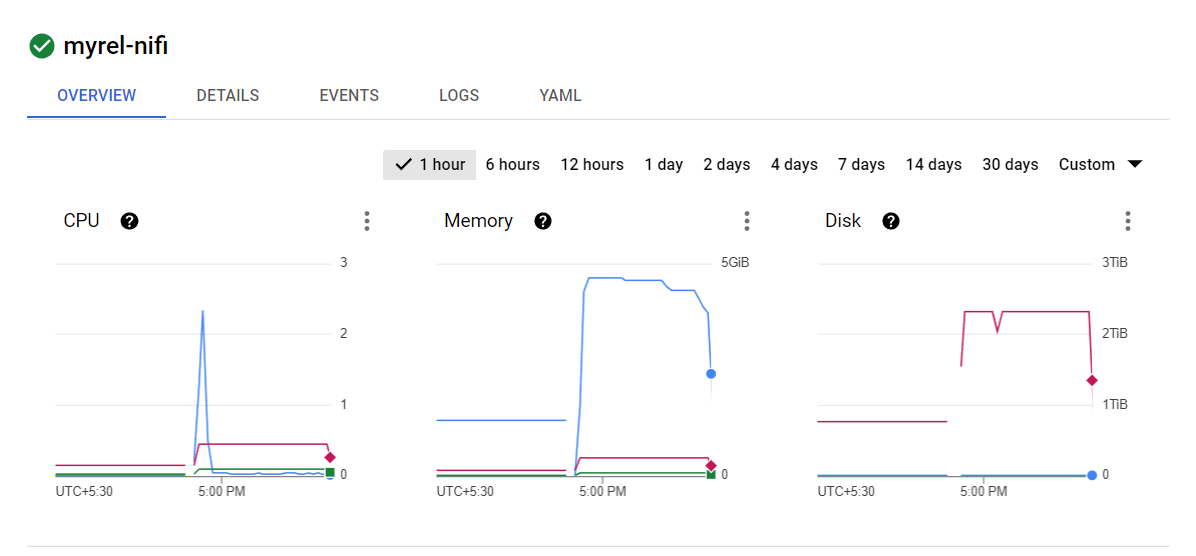 myrel-nifi
OVERVIEW DETAILS EVENTS LOGS YAML
1 hour 6 hours 12 hours 1 day 2 days 4 days 7 days 14 days 30 days Custom
CPU ?
3
2
1
0
UTC+5:30 5:00 PM
Memory ?
5GiB
0
UTC+5:30 5:00 PM
Disk ?
3TiB
2TiB
1TiB
0
UTC+5:30 5:00 PM